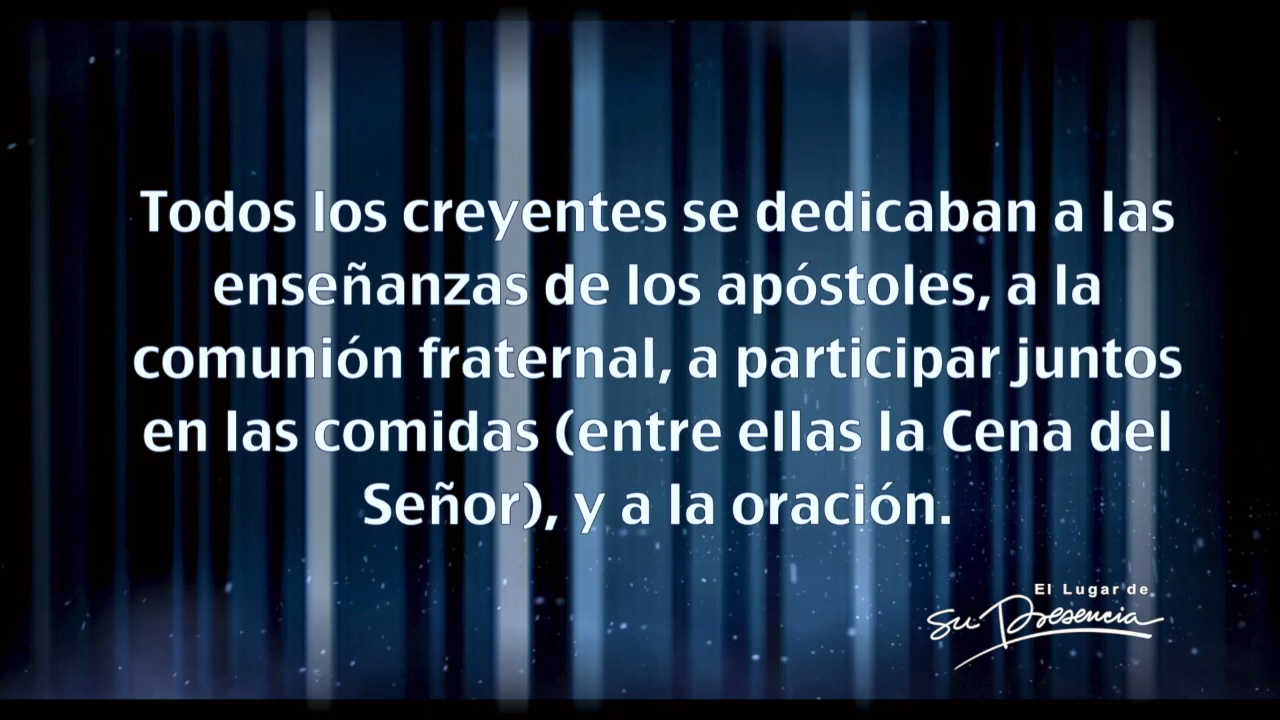 Todos los creyentes se dedicaban a las
enseñanzas de los apóstoles, a la
comunión fraternal, a participar juntos
en las comidas (entre ellas la Cena del
Señor), y a la oración.
El Lugar de
Su Presencia